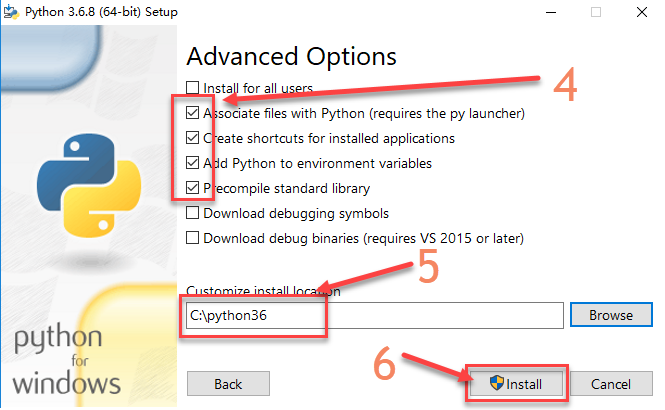 Python 3.6.8 (64-bit) Setup
Advanced Options
Install for all users
4
Associate files with Python (requires the py launcher)
Create shortcuts for installed applications
Add Python to environment variables
Precompile standard library
Download debugging symbols
Download debug binaries (requires VS 2015 or later)
5
Customize install location
C:\python36
Browse
python
for
windows
6
Back
Install
Cancel